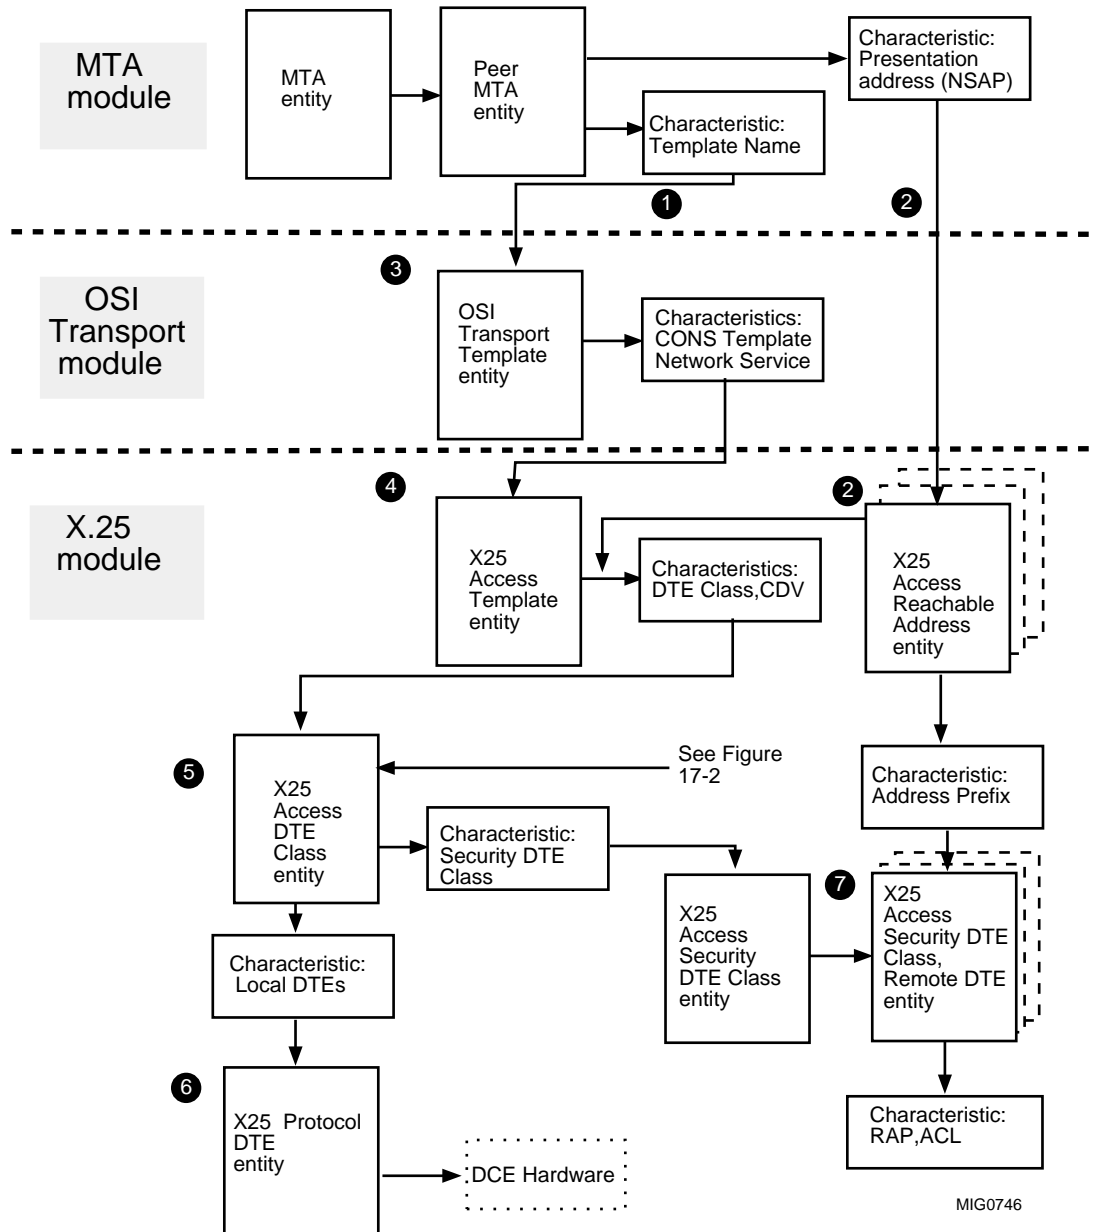 MTA
module
MTA
entity
Peer
MTA
entity
Characteristic:
Presentation
address (NSAP)
Characteristic:
Template Name
1
2
3
OSI
Transport
module
OSI
Transport
Template
entity
Characteristics:
CONS Template
Network Service
4
2
X.25
module
X25
Access
Template
entity
Characteristics:
DTE Class,CDV
X25
Access
Reachable
Address
entity
5
X25
Access
DTE
Class
entity
See Figure
17-2
Characteristic:
Address Prefix
Characteristic:
Security DTE
Class
7
X25
Access
Security
DTE Class
entity
X25
Access
Security DTE
Class,
Remote DTE
entity
Characteristic:
Local DTEs
6
X25 Protocol
DTE
entity
DCE Hardware
Characteristic:
RAP,ACL
MIG0746